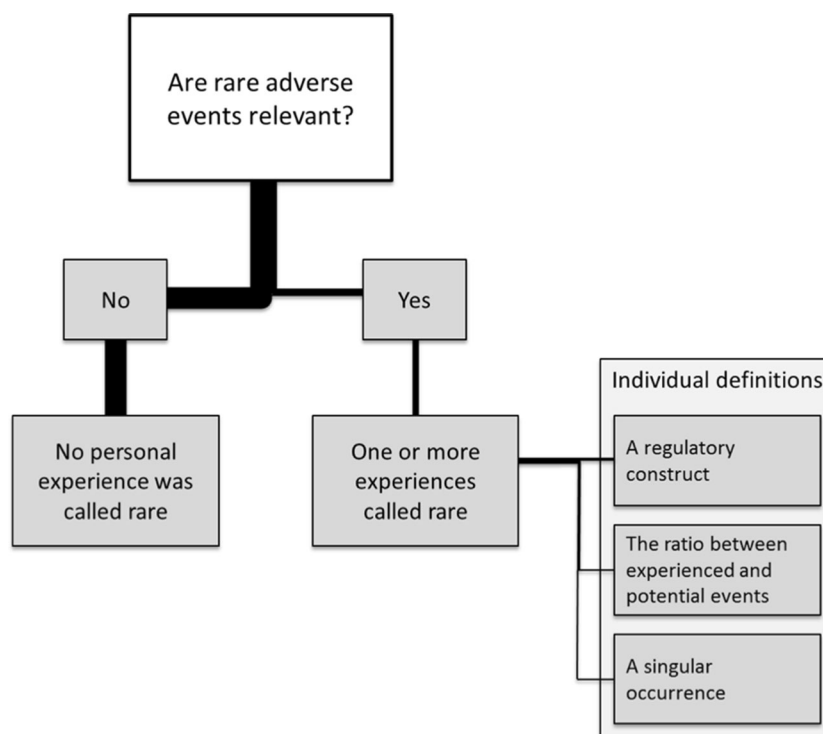 Are rare adverse
events relevant?
No
Yes
No personal
experience was
called rare
One or more
experiences
called rare
Individual definitions
A regulatory
construct
The ratio between
experienced and
potential events
A singular
occurrence